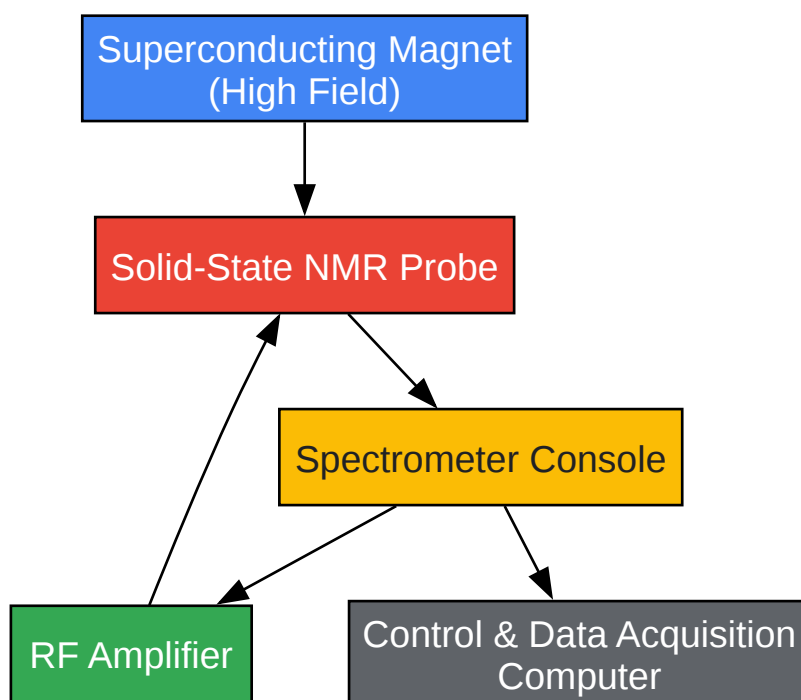 Superconducting Magnet
(High Field)
Solid-State NMR Probe
Spectrometer Console
RF Amplifier
Control & Data Acquisition
Computer